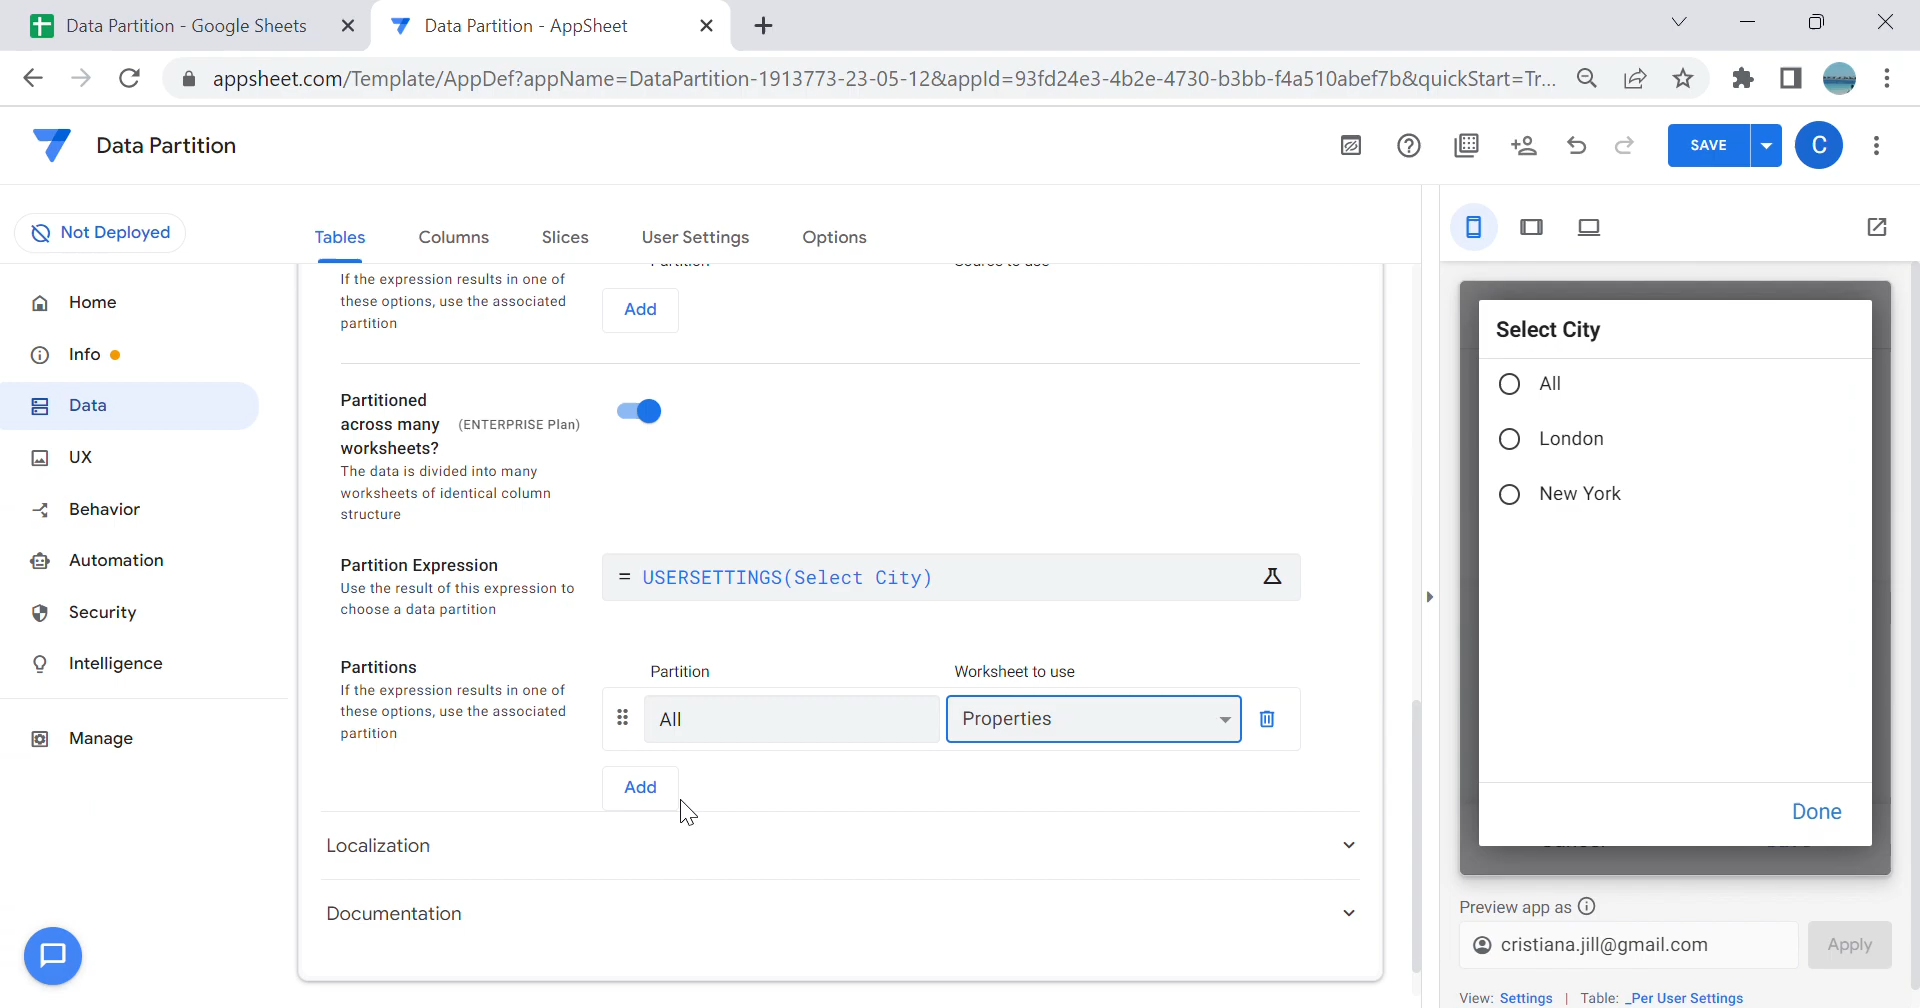 Data Partition - Google Sheets
Data Partition - AppSheet
appsheet.com/Template/AppDef?appName=DataPartition-1913773-23-05-12&appId=93fd24e3-4b2e-4730-b3bb-f4a510abef7b&quickStart=Tr...
Data Partition
SAVE
C
Not Deployed
Tables
Columns
Slices
User Settings
Options
Home
Info
Data
UX
Behavior
Automation
Security
Intelligence
Manage
If the expression results in one of
these options, use the associated
partition
Add
Partitioned
across many (ENTERPRISE Plan)
worksheets?
The data is divided into many
worksheets of identical column
structure
Partition Expression
Use the result of this expression to
choose a data partition
= USERSETTINGS(Select City)
Partitions
If the expression results in one of
these options, use the associated
partition
Partition
Worksheet to use
All
Properties
Add
Localization
Documentation
Select City
All
London
New York
Done
Preview app as
cristiana.jill@gmail.com
Apply
View: Settings | Table: _Per User Settings